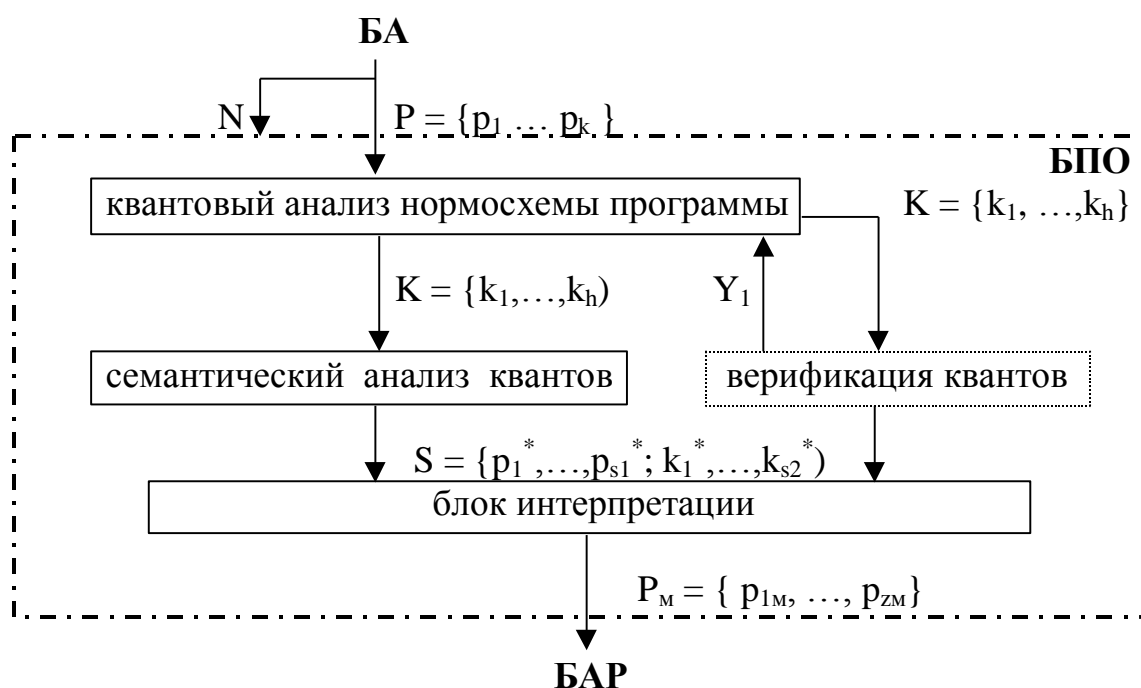 БА
N
P = {p₁ … pₖ }
БПО
квантовый анализ нормосхемы программы
K = {k₁, …,kₕ}
K = {k₁,…,kₕ)
Y₁
семантический анализ квантов
верификация квантов
S = {p₁*,…,pₛ₁*; k₁*,…,kₛ₂*)
блок интерпретации
Pм = { p₁м, …, pzм}
БАР